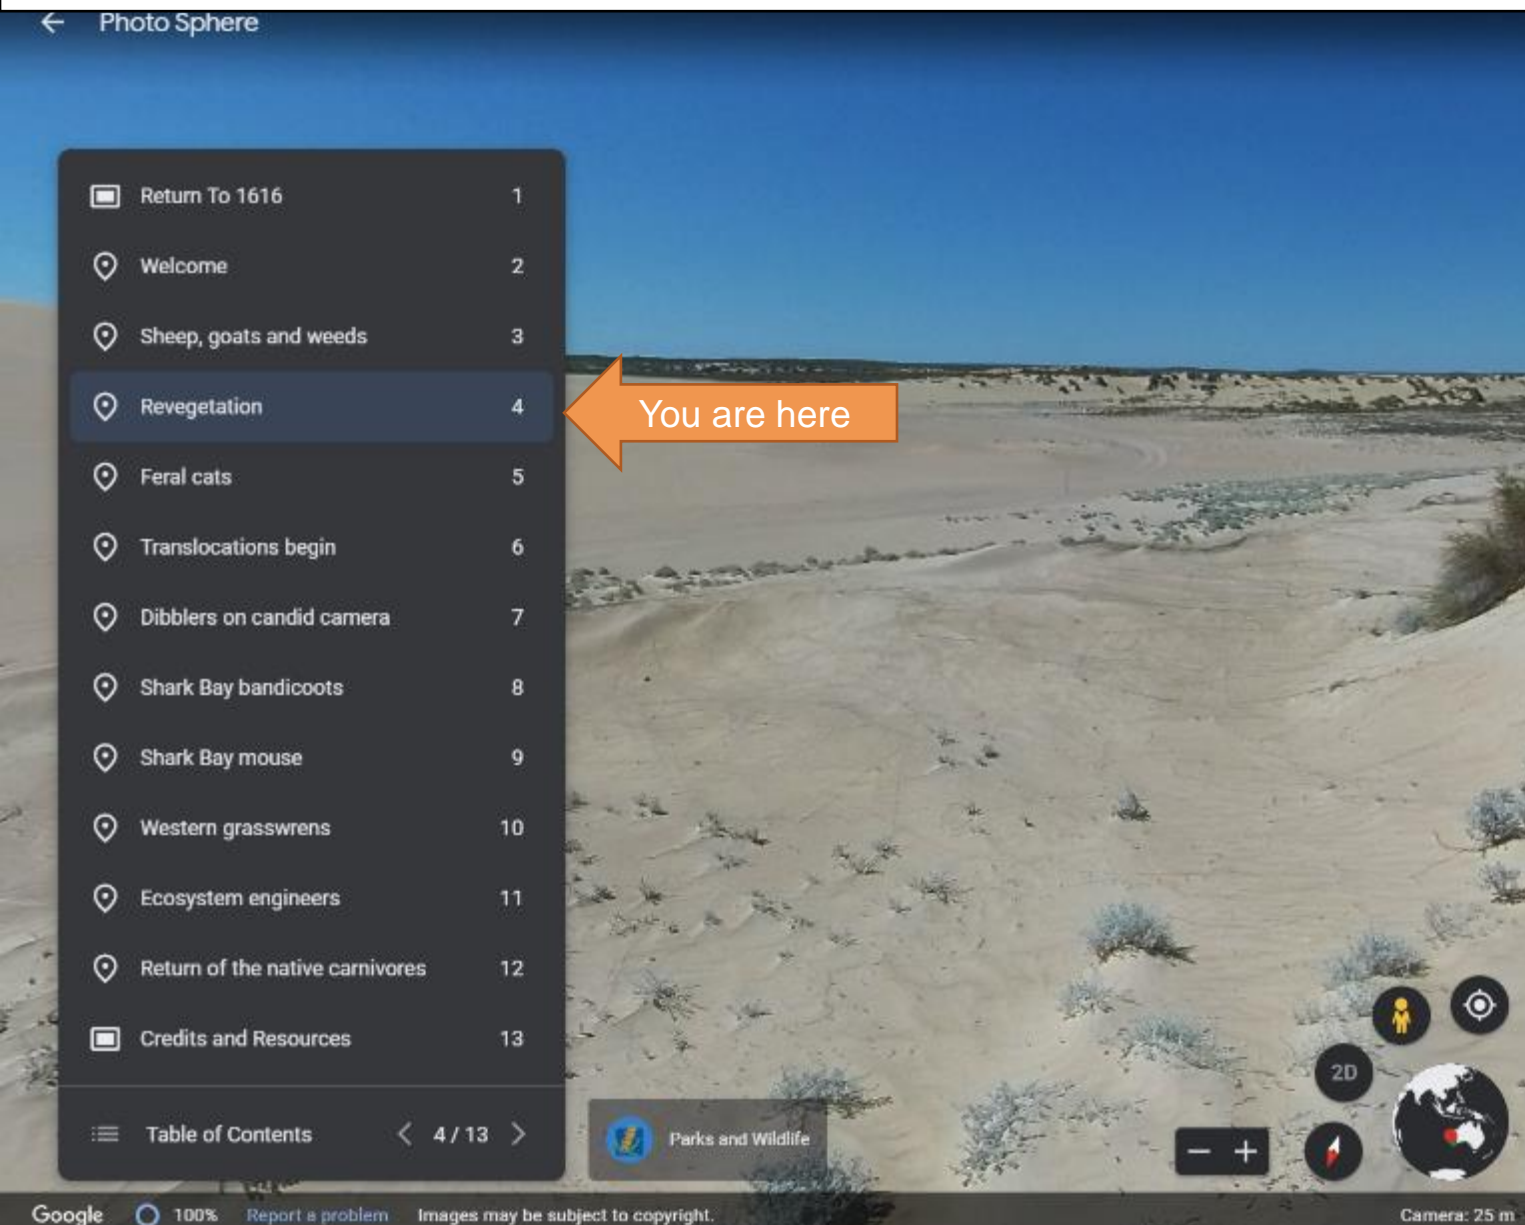 Photo Sphere
Return To 1616 1
Welcome 2
Sheep, goats and weeds 3
Revegetation 4
You are here
Feral cats 5
Translocations begin 6
Dibblers on candid camera 7
Shark Bay bandicoots 8
Shark Bay mouse 9
Western grasswrens 10
Ecosystem engineers 11
Return of the native carnivores 12
Credits and Resources 13
Table of Contents 4 / 13
Parks and Wildlife
2D
Google 100% Report a problem Images may be subject to copyright. Camera: 25 m